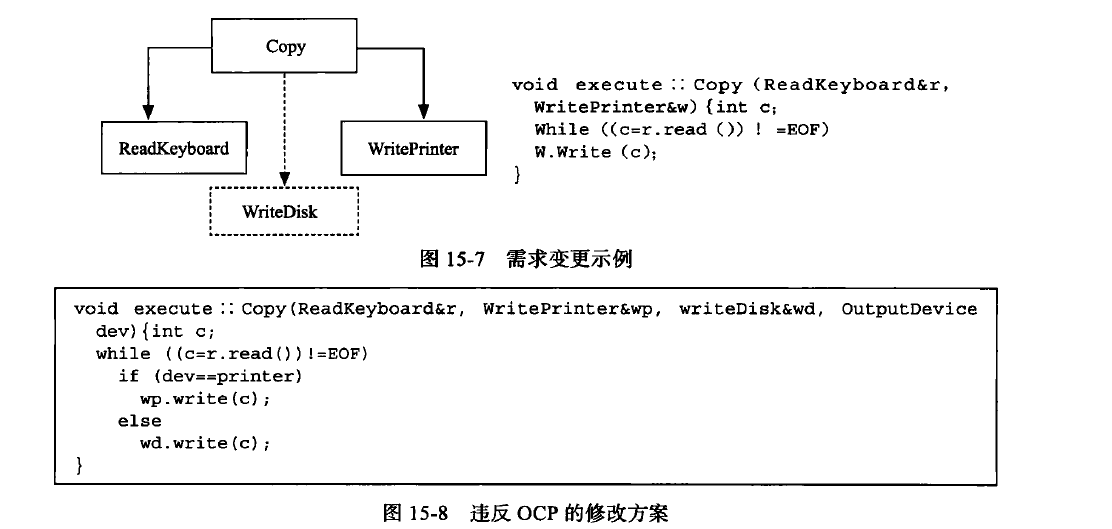 Copy
ReadKeyboard
WritePrinter
WriteDisk
void execute :: Copy (ReadKeyboard&r,
WritePrinter&w) {int c;
While ((c=r.read ()) ! =EOF)
W.Write (c);
}
图 15-7 需求变更示例
void execute :: Copy(ReadKeyboard&r, WritePrinter&wp, writeDisk&wd, OutputDevice
dev){int c;
while ((c=r.read())!=EOF)
if (dev==printer)
wp.write(c);
else
wd.write(c);
}
图 15-8 违反 OCP 的修改方案